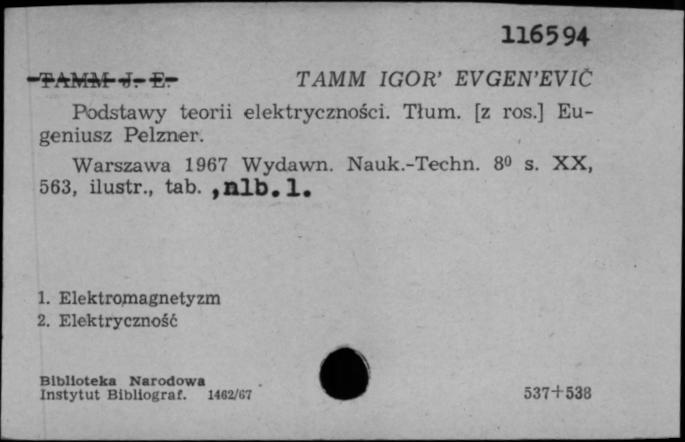 116594
TAMM J. E. TAMM IGOR' EVGEN'EVIČ
Podstawy teorii elektryczności. Tłum. [z ros.] Eu-
geniusz Pelzner.
Warszawa 1967 Wydawn. Nauk.-Techn. 8⁰ s. XX,
563, ilustr., tab. ,nlb.1.
1. Elektromagnetyzm
2. Elektryczność
Biblioteka Narodowa
Instytut Bibliograf. 1462/67 537+538